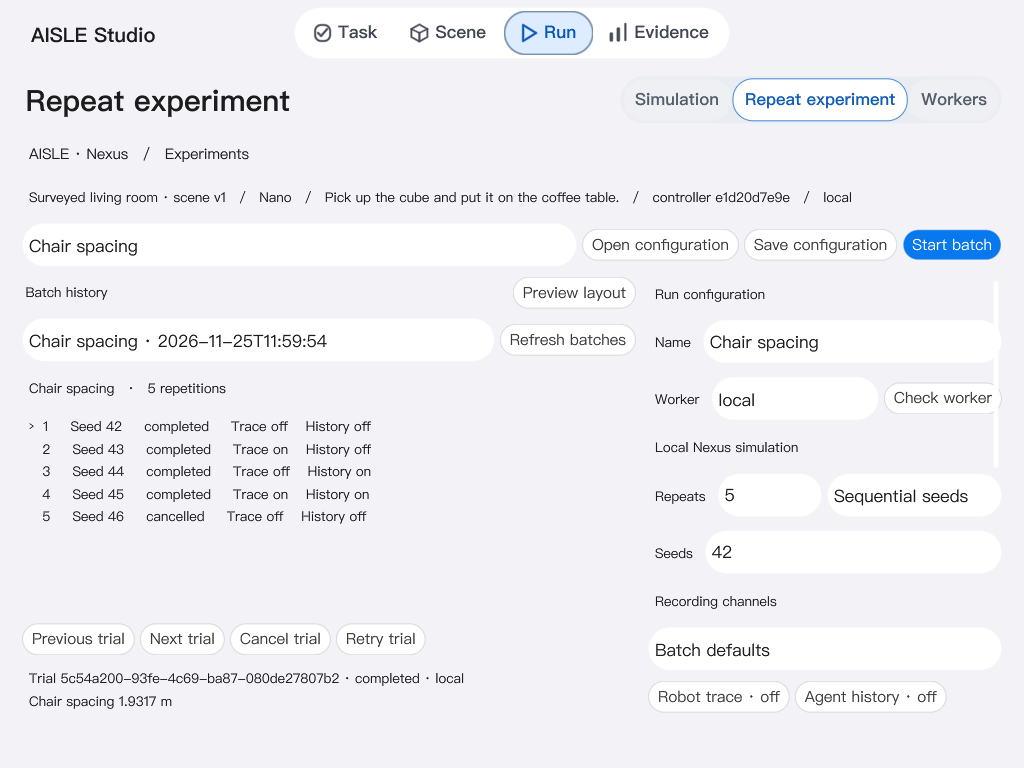 AISLE Studio
Task
Scene
Run
Evidence
Repeat experiment
Simulation
Repeat experiment
Workers
AISLE · Nexus / Experiments
Surveyed living room · scene v1 / Nano / Pick up the cube and put it on the coffee table. / controller e1d20d7e9e / local
Chair spacing
Open configuration
Save configuration
Start batch
Batch history
Preview layout
Chair spacing · 2026-11-25T11:59:54
Refresh batches
Chair spacing · 5 repetitions
> 1 Seed 42 completed Trace off History off
2 Seed 43 completed Trace on History off
3 Seed 44 completed Trace off History on
4 Seed 45 completed Trace on History on
5 Seed 46 cancelled Trace off History off
Previous trial
Next trial
Cancel trial
Retry trial
Trial 5c54a200-93fe-4c69-ba87-080de27807b2 · completed · local
Chair spacing 1.9317 m
Run configuration
Name Chair spacing
Worker local Check worker
Local Nexus simulation
Repeats 5 Sequential seeds
Seeds 42
Recording channels
Batch defaults
Robot trace · off
Agent history · off